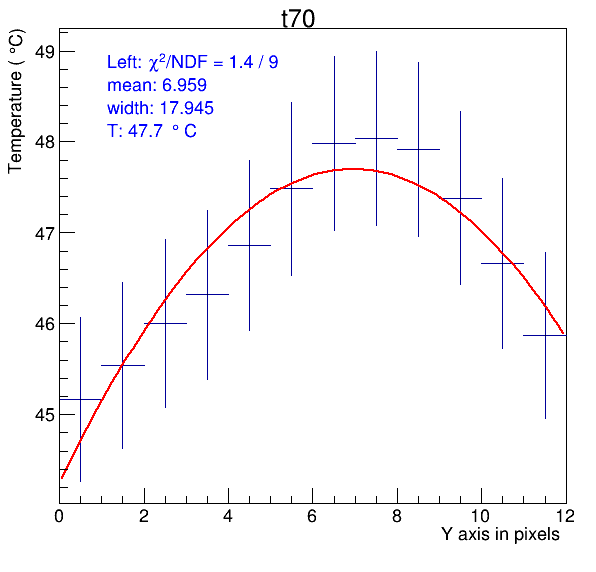 t70
Temperature ( °C)
Left: χ²/NDF = 1.4 / 9
mean: 6.959
width: 17.945
T: 47.7 ° C
49
48
47
46
45
0 2 4 6 8 10 12
Y axis in pixels